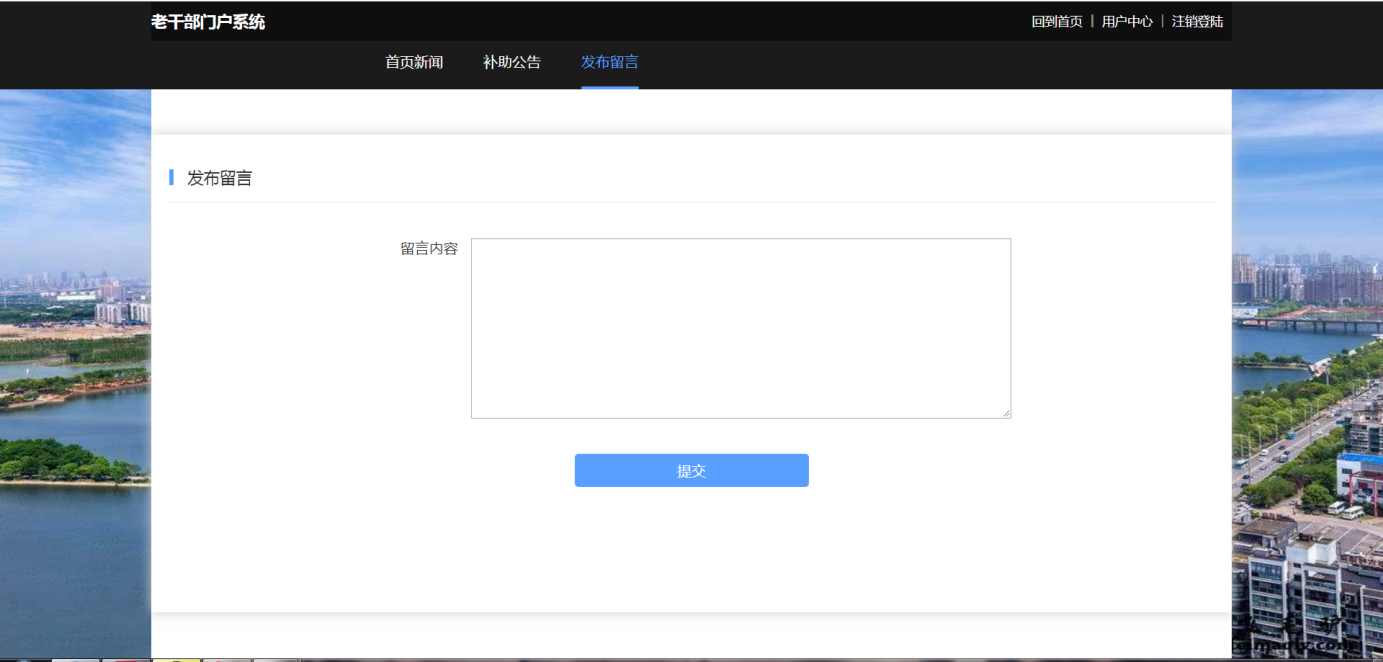 老干部门户系统
回到首页 | 用户中心 | 注销登陆
首页新闻 补助公告 发布留言
发布留言
留言内容
提交